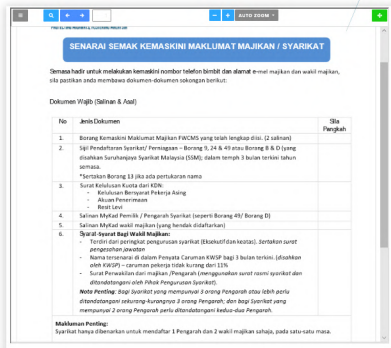 AUTO ZOOM
SENARAI SEMAK KEMASKINI MAKLUMAT MAJIKAN / SYARIKAT
Semasa hadir untuk melakukan kemaskini nombor telefon bimbit dan alamat e-mel majikan dan wakil majikan,
sila pastikan anda membawa dokumen-dokumen sokongan berikut:
Dokumen Wajib (Salinan & Asal)
No Jenis Dokumen Sila
Pangkah
1. Borang Kemaskini Maklumat Majikan FWCMS yang telah lengkap diisi. (2 salinan)
2. Sijil Pendaftaran Syarikat/ Perniagaan – Borang 9, 24 & 49 atau Borang B & D (yang
disahkan Suruhanjaya Syarikat Malaysia (SSM); dalam tempoh 3 bulan terkini tahun
semasa.
*Sertakan Borang 13 jika ada pertukaran nama
3. Surat Kelulusan Kuota dari KDN:
- Kelulusan Bersyarat Pekerja Asing
- Akuan Penerimaan
- Resit Levi
4. Salinan MyKad Pemilik / Pengarah Syarikat (seperti Borang 49/ Borang D)
5. Salinan MyKad wakil majikan (yang hendak didaftarkan)
6. Syarat-Syarat Bagi Wakil Majikan:
- Terdiri dari peringkat pengurusan syarikat (Eksekutif dan keatas). Sertakan surat
pengesahan jawatan
- Nama tersenarai di dalam Penyata Caruman KWSP bagi 3 bulan terkini. (disahkan
oleh KWSP) – caruman pekerja tidak kurang dari 11%
- Surat Perwakilan dari majikan /Pengarah (menggunakan surat rasmi syarikat dan
ditandatangani oleh Pihak Pengurusan Syarikat).
Nota Penting: Bagi Syarikat yang mempunyai 3 orang Pengarah atau lebih perlu
ditandatangani sekurang-kurangnya 3 orang Pengarah; dan bagi Syarikat yang
mempunyai 2 orang Pengarah perlu ditandatangani kedua-dua Pengarah.
Makluman Penting:
Syarikat hanya dibenarkan untuk mendaftar 1 Pengarah dan 2 wakil majikan sahaja, pada satu-satu masa.